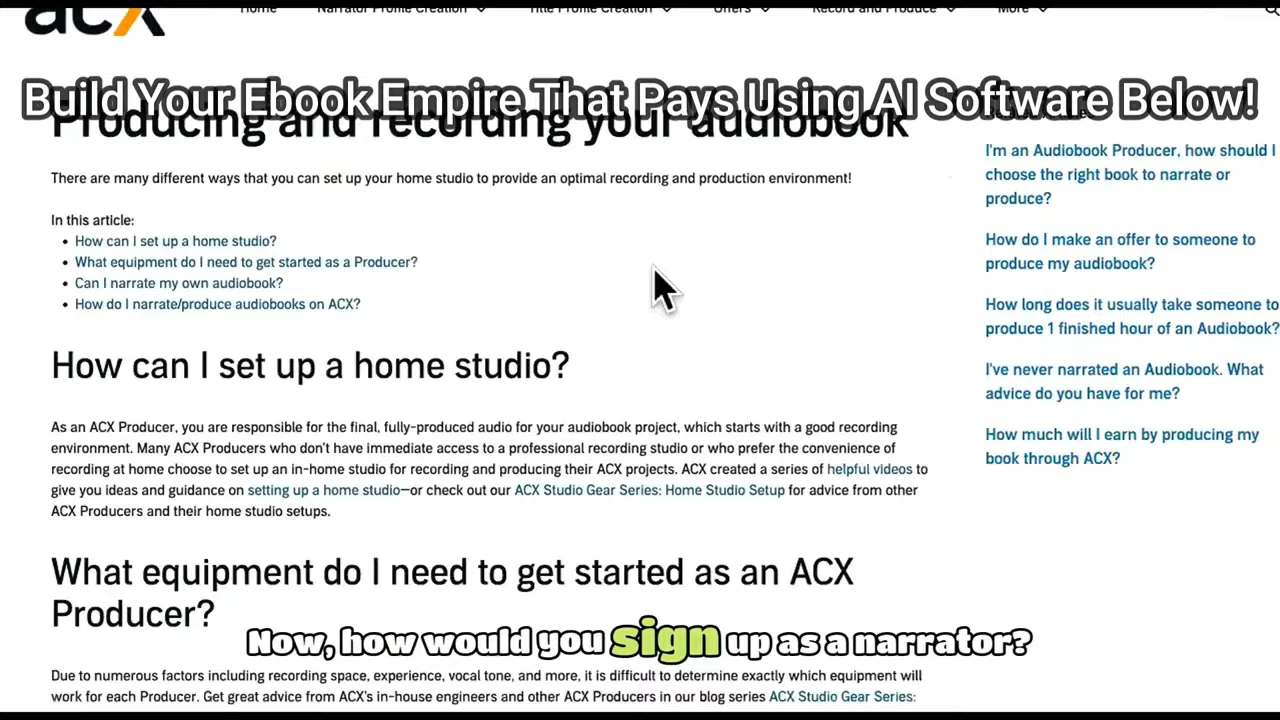 acx
Home Narrator Profile Creation Title Profile Creation Offers Record and Produce More
Build Your Ebook Empire That Pays Using AI Software Below!
Producing and recording your audiobook
There are many different ways that you can set up your home studio to provide an optimal recording and production environment!
In this article:
• How can I set up a home studio?
• What equipment do I need to get started as a Producer?
• Can I narrate my own audiobook?
• How do I narrate/produce audiobooks on ACX?
How can I set up a home studio?
As an ACX Producer, you are responsible for the final, fully-produced audio for your audiobook project, which starts with a good recording
environment. Many ACX Producers who don't have immediate access to a professional recording studio or who prefer the convenience of
recording at home choose to set up an in-home studio for recording and producing their ACX projects. ACX created a series of helpful videos to
give you ideas and guidance on setting up a home studio—or check out our ACX Studio Gear Series: Home Studio Setup for advice from other
ACX Producers and their home studio setups.
What equipment do I need to get started as an ACX
Producer?
Now, how would you sign up as a narrator?
Due to numerous factors including recording space, experience, vocal tone, and more, it is difficult to determine exactly which equipment will
work for each Producer. Get great advice from ACX's in-house engineers and other ACX Producers in our blog series ACX Studio Gear Series:
I'm an Audiobook Producer, how should I
choose the right book to narrate or
produce?
How do I make an offer to someone to
produce my audiobook?
How long does it usually take someone to
produce 1 finished hour of an Audiobook?
I've never narrated an Audiobook. What
advice do you have for me?
How much will I earn by producing my
book through ACX?